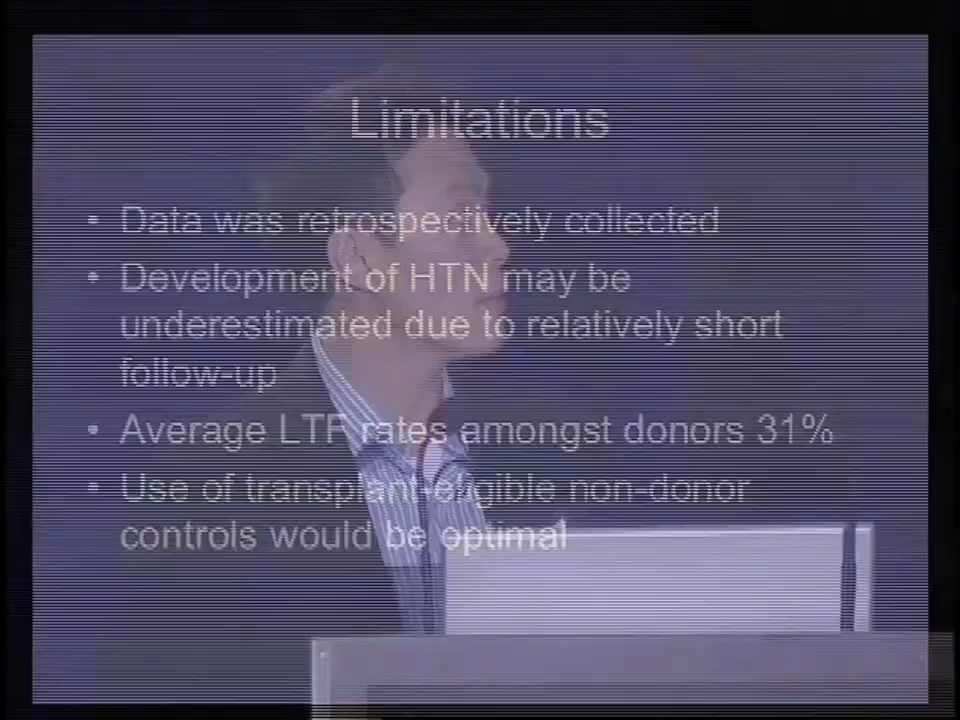 Limitations
• Data was retrospectively collected
• Development of HTN may be
underestimated due to relatively short
follow-up
• Average LTF rates amongst donors 31%
• Use of transplant-eligible non-donor
controls would be optimal